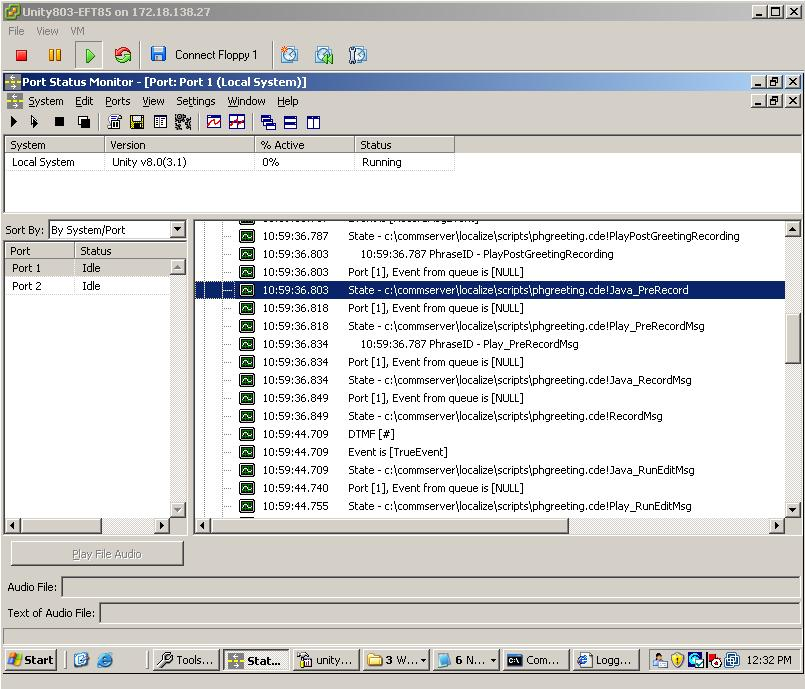 Unity803-EFT85 on 172.18.138.27
File View VM
Connect Floppy 1
Port Status Monitor - [Port: Port 1 (Local System)]
System Edit Ports View Settings Window Help
System Version % Active Status
Local System Unity v8.0(3.1) 0% Running
Sort By: By System/Port
Port Status
Port 1 Idle
Port 2 Idle
10:59:36.787 State - c:\commserver\localize\scripts\phgreeting.cde!PlayPostGreetingRecording
10:59:36.803 10:59:36.787 PhraseID - PlayPostGreetingRecording
10:59:36.803 Port [1], Event from queue is [NULL]
10:59:36.803 State - c:\commserver\localize\scripts\phgreeting.cde!Java_PreRecord
10:59:36.818 Port [1], Event from queue is [NULL]
10:59:36.818 State - c:\commserver\localize\scripts\phgreeting.cde!Play_PreRecordMsg
10:59:36.834 10:59:36.787 PhraseID - Play_PreRecordMsg
10:59:36.834 Port [1], Event from queue is [NULL]
10:59:36.834 State - c:\commserver\localize\scripts\phgreeting.cde!Java_RecordMsg
10:59:36.849 Port [1], Event from queue is [NULL]
10:59:36.849 State - c:\commserver\localize\scripts\phgreeting.cde!RecordMsg
10:59:44.709 DTMF [#]
10:59:44.709 Event is [TrueEvent]
10:59:44.709 State - c:\commserver\localize\scripts\phgreeting.cde!Java_RunEditMsg
10:59:44.740 Port [1], Event from queue is [NULL]
10:59:44.755 State - c:\commserver\localize\scripts\phgreeting.cde!Play_RunEditMsg
Play File Audio
Audio File:
Text of Audio File:
Start Tools... Stat... unity... 3 W... 6 N... Com... Logg... 12:32 PM